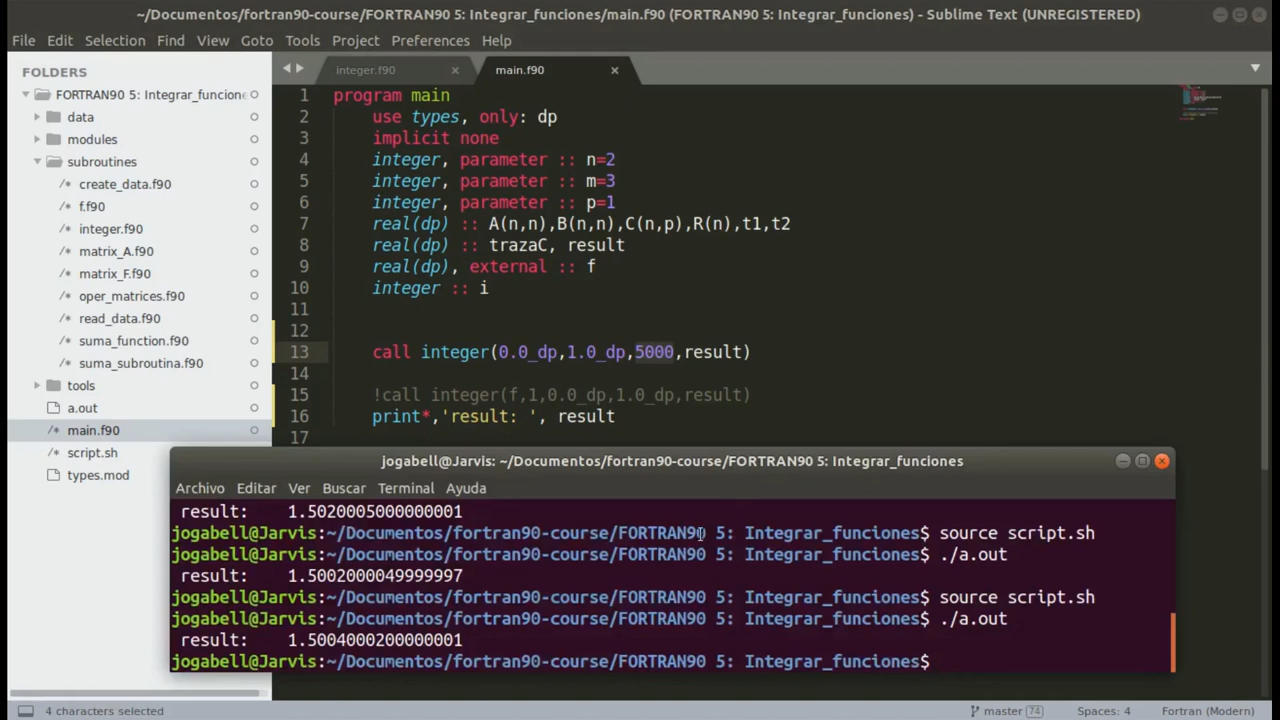 ~/Documentos/fortran90-course/FORTRAN90 5: Integrar_funciones/main.f90 (FORTRAN90 5: Integrar_funciones) - Sublime Text (UNREGISTERED)
File Edit Selection Find View Goto Tools Project Preferences Help
FOLDERS
FORTRAN90 5: Integrar_funcione
data
modules
subroutines
/* create_data.f90
/* f.f90
/* integer.f90
/* matrix_A.f90
/* matrix_F.f90
/* oper_matrices.f90
/* read_data.f90
/* suma_function.f90
/* suma_subroutina.f90
tools
a.out
/* main.f90
/* script.sh
types.mod
integer.f90 × main.f90 ×
1 program main
2 use types, only: dp
3 implicit none
4 integer, parameter :: n=2
5 integer, parameter :: m=3
6 integer, parameter :: p=1
7 real(dp) :: A(n,n),B(n,n),C(n,p),R(n),t1,t2
8 real(dp) :: trazaC, result
9 real(dp), external :: f
10 integer :: i
11
12
13 call integer(0.0_dp,1.0_dp,5000,result)
14
15 !call integer(f,1,0.0_dp,1.0_dp,result)
16 print*,'result: ', result
17
jogabell@Jarvis: ~/Documentos/fortran90-course/FORTRAN90 5: Integrar_funciones
Archivo Editar Ver Buscar Terminal Ayuda
result: 1.5020005000000001
jogabell@Jarvis:~/Documentos/fortran90-course/FORTRAN90 5: Integrar_funciones$ source script.sh
jogabell@Jarvis:~/Documentos/fortran90-course/FORTRAN90 5: Integrar_funciones$ ./a.out
result: 1.5002000049999997
jogabell@Jarvis:~/Documentos/fortran90-course/FORTRAN90 5: Integrar_funciones$ source script.sh
jogabell@Jarvis:~/Documentos/fortran90-course/FORTRAN90 5: Integrar_funciones$ ./a.out
result: 1.5004000200000001
jogabell@Jarvis:~/Documentos/fortran90-course/FORTRAN90 5: Integrar_funciones$
4 characters selected master 74 Spaces: 4 Fortran (Modern)